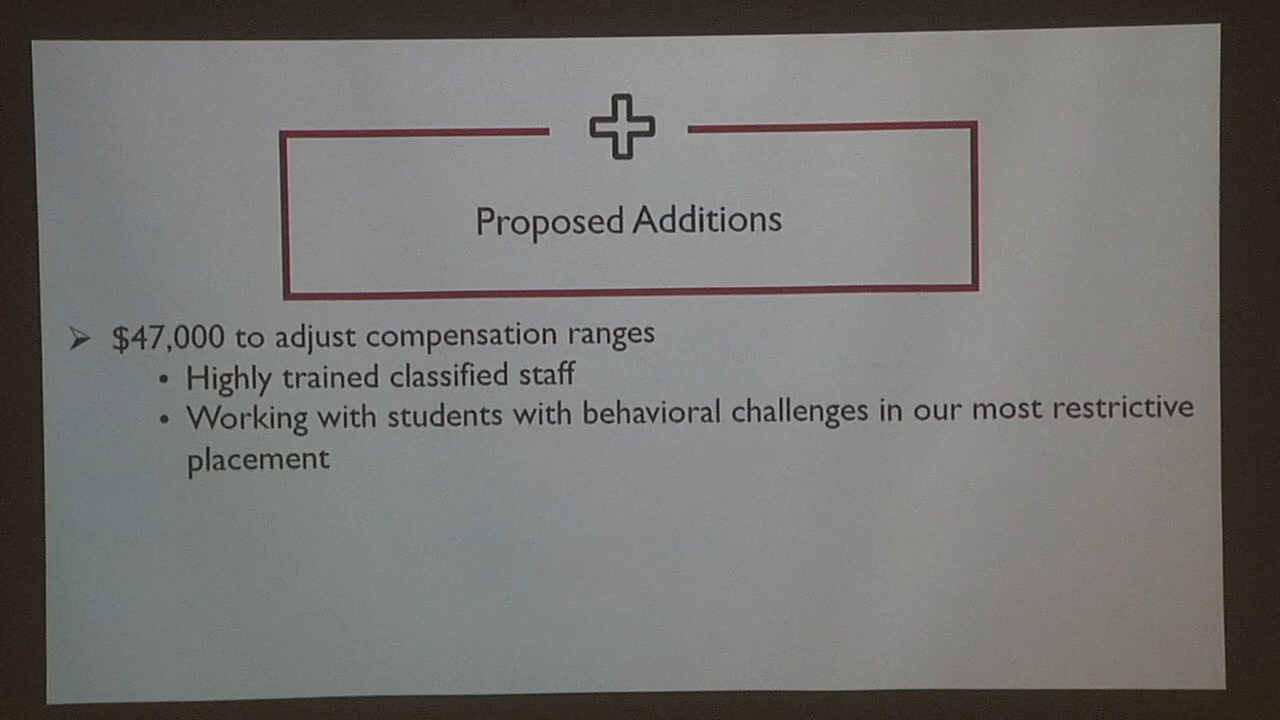 Proposed Additions
➢ $47,000 to adjust compensation ranges
• Highly trained classified staff
• Working with students with behavioral challenges in our most restrictive
placement